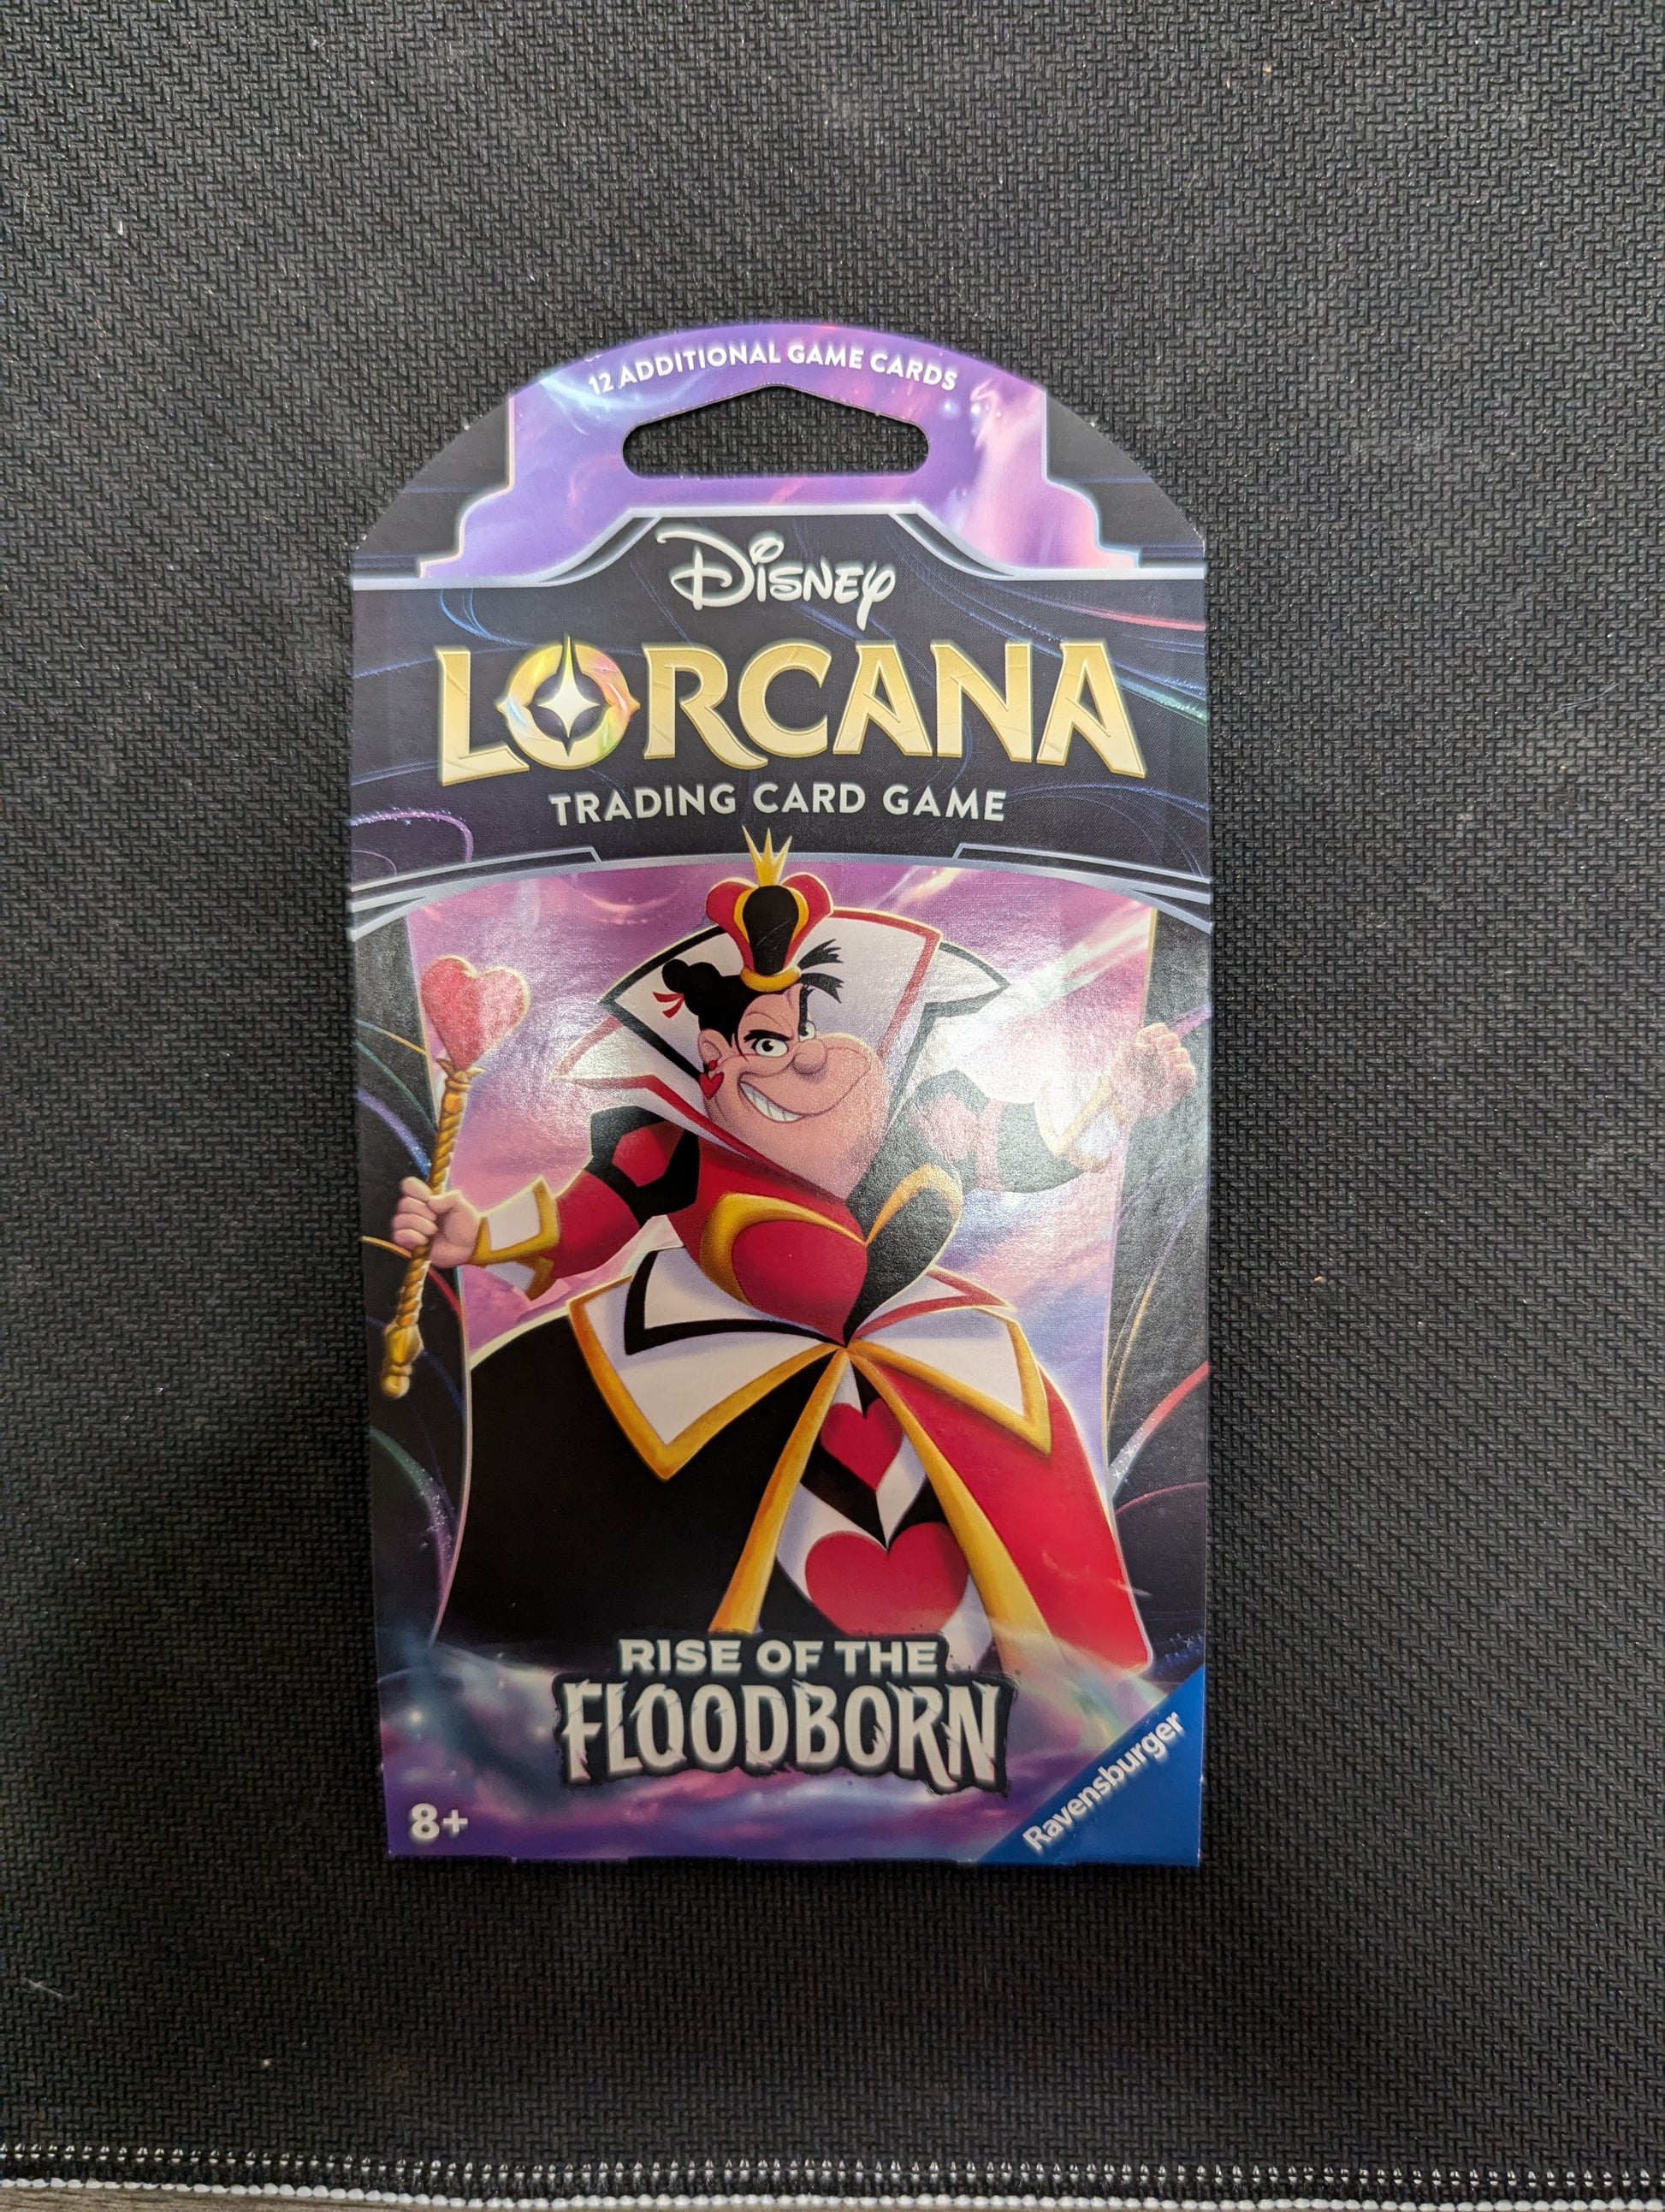 12 ADDITIONAL GAME CARDS
Disney
LORCANA
TRADING CARD GAME
RISE OF THE
FLOODBORN
8+
Ravensburger